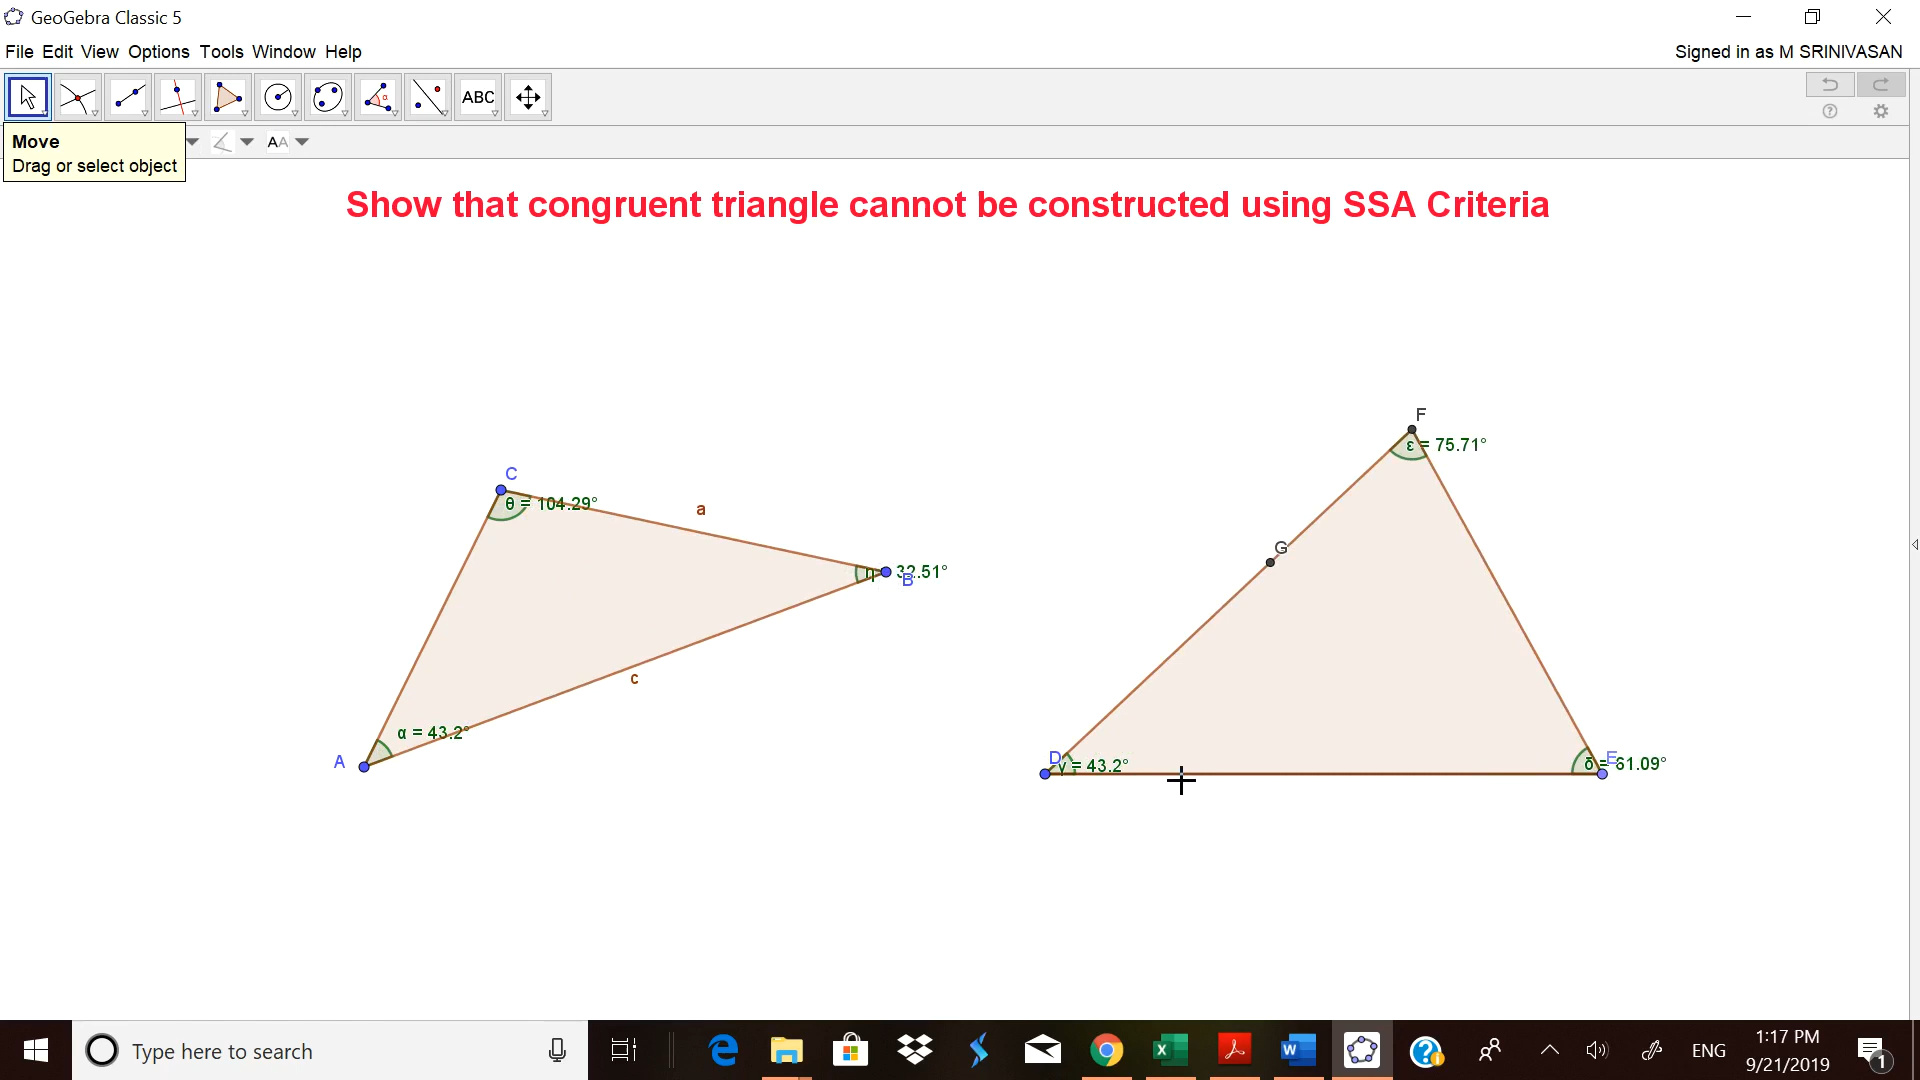 GeoGebra Classic 5
File Edit View Options Tools Window Help
Signed in as M SRINIVASAN
ABC
Move
Drag or select object
AA
Show that congruent triangle cannot be constructed using SSA Criteria
F
ε = 75.71°
C
θ = 104.29°
a
G
η 32.51°
B
c
α = 43.2°
A
D
γ = 43.2°
E
δ = 61.09°
Type here to search
ENG
1:17 PM
9/21/2019
1